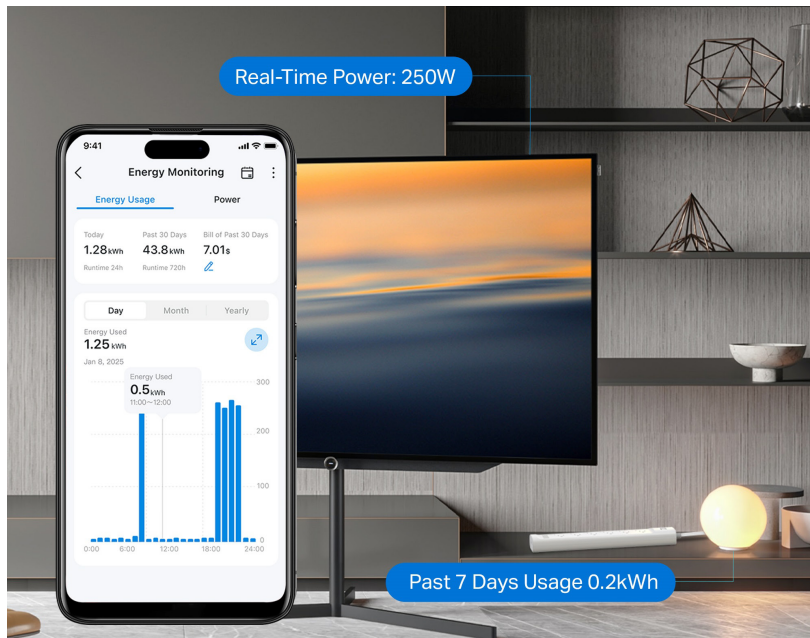 Real-Time Power: 250W
9:41
Energy Monitoring
Energy Usage Power
Today Past 30 Days Bill of Past 30 Days
1.28kWh 43.8kWh 7.01s
Runtime 24h Runtime 720h
Day Month Yearly
Energy Used
1.25 kWh
Jan 8, 2025
Energy Used
0.5kWh
11:00～12:00
300
200
100
0
0:00 6:00 12:00 18:00 24:00
Past 7 Days Usage 0.2kWh